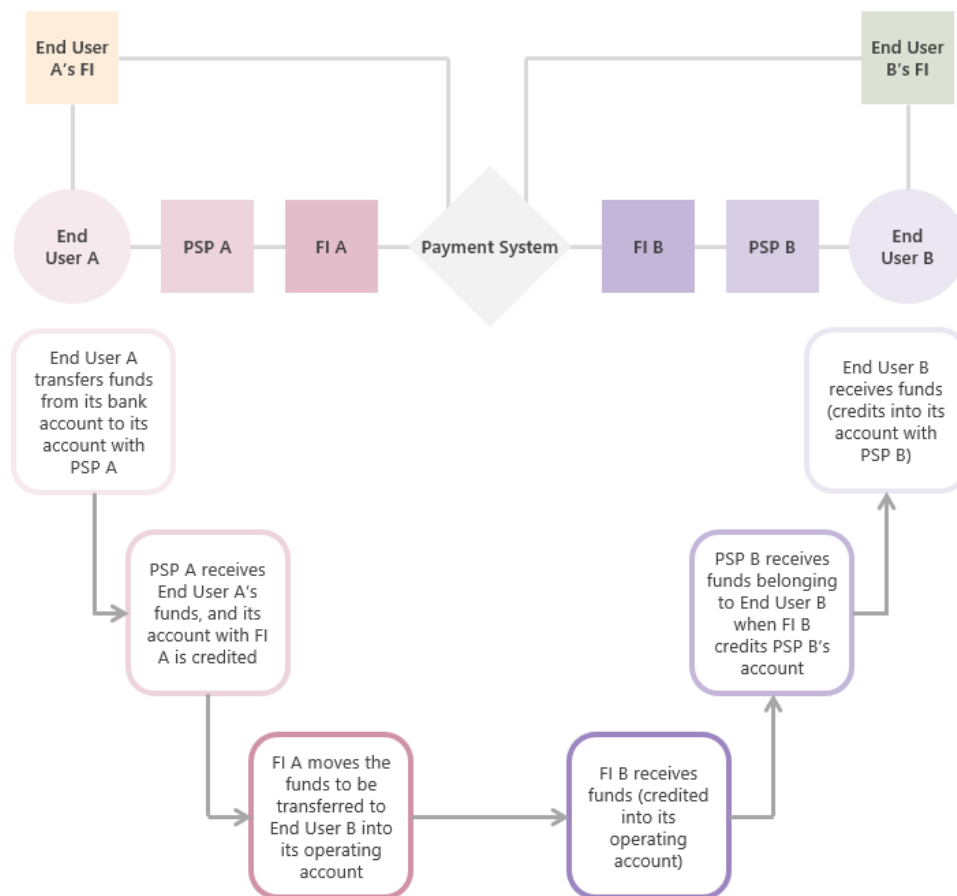 End User
A's FI
End User
B's FI
End
User A
PSP A
FI A
Payment System
FI B
PSP B
End
User B
End User A
transfers funds
from its bank
account to its
account with
PSP A
End User B
receives funds
(credits into its
account with
PSP B)
PSP A receives
End User A's
funds, and its
account with FI
A is credited
PSP B receives
funds belonging
to End User B
when FI B
credits PSP B's
account
FI A moves the
funds to be
transferred to
End User B into
its operating
account
FI B receives
funds (credited
into its
operating
account)